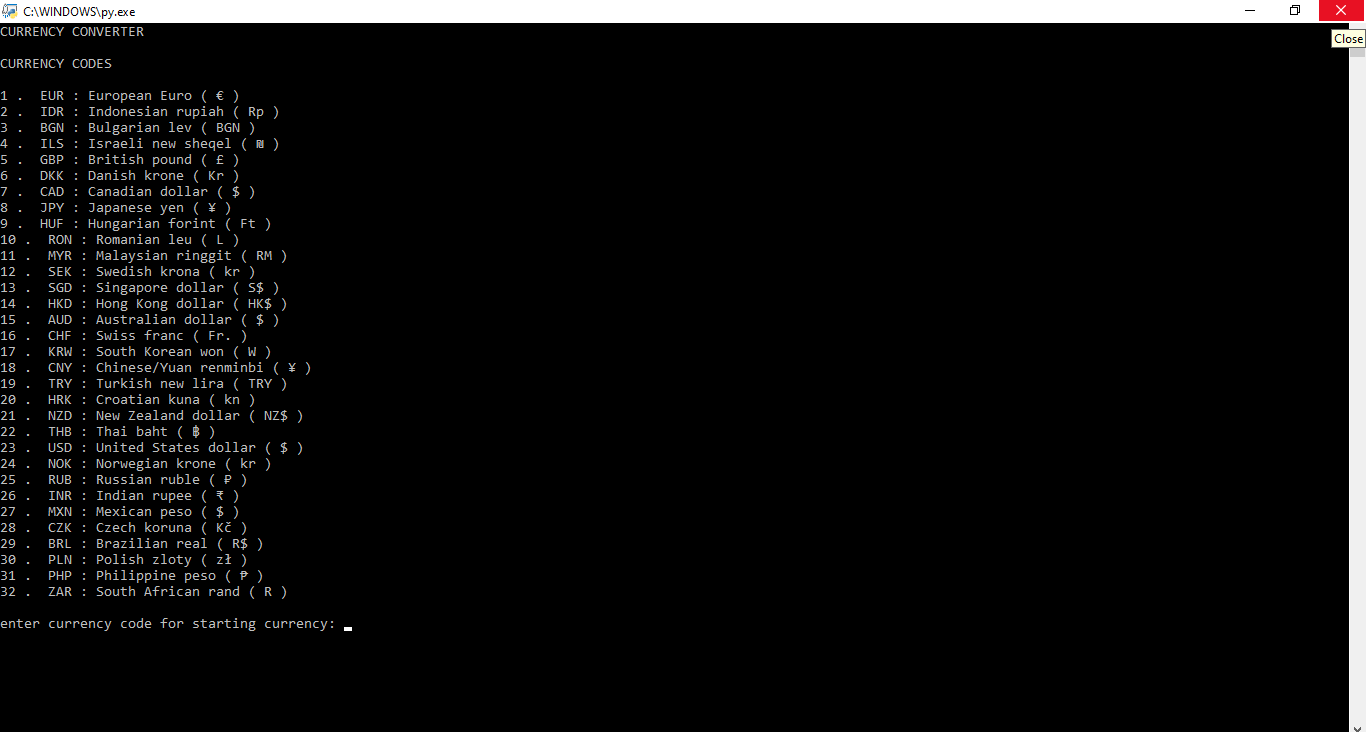 C:\WINDOWS\py.exe
Close
CURRENCY CONVERTER
CURRENCY CODES
1 .  EUR : European Euro ( € )
2 .  IDR : Indonesian rupiah ( Rp )
3 .  BGN : Bulgarian lev ( BGN )
4 .  ILS : Israeli new sheqel ( ₪ )
5 .  GBP : British pound ( £ )
6 .  DKK : Danish krone ( Kr )
7 .  CAD : Canadian dollar ( $ )
8 .  JPY : Japanese yen ( ¥ )
9 .  HUF : Hungarian forint ( Ft )
10 .  RON : Romanian leu ( L )
11 .  MYR : Malaysian ringgit ( RM )
12 .  SEK : Swedish krona ( kr )
13 .  SGD : Singapore dollar ( S$ )
14 .  HKD : Hong Kong dollar ( HK$ )
15 .  AUD : Australian dollar ( $ )
16 .  CHF : Swiss franc ( Fr. )
17 .  KRW : South Korean won ( W )
18 .  CNY : Chinese/Yuan renminbi ( ¥ )
19 .  TRY : Turkish new lira ( TRY )
20 .  HRK : Croatian kuna ( kn )
21 .  NZD : New Zealand dollar ( NZ$ )
22 .  THB : Thai baht ( ฿ )
23 .  USD : United States dollar ( $ )
24 .  NOK : Norwegian krone ( kr )
25 .  RUB : Russian ruble ( ₽ )
26 .  INR : Indian rupee ( ₹ )
27 .  MXN : Mexican peso ( $ )
28 .  CZK : Czech koruna ( Kč )
29 .  BRL : Brazilian real ( R$ )
30 .  PLN : Polish zloty ( zł )
31 .  PHP : Philippine peso ( ₱ )
32 .  ZAR : South African rand ( R )
enter currency code for starting currency: